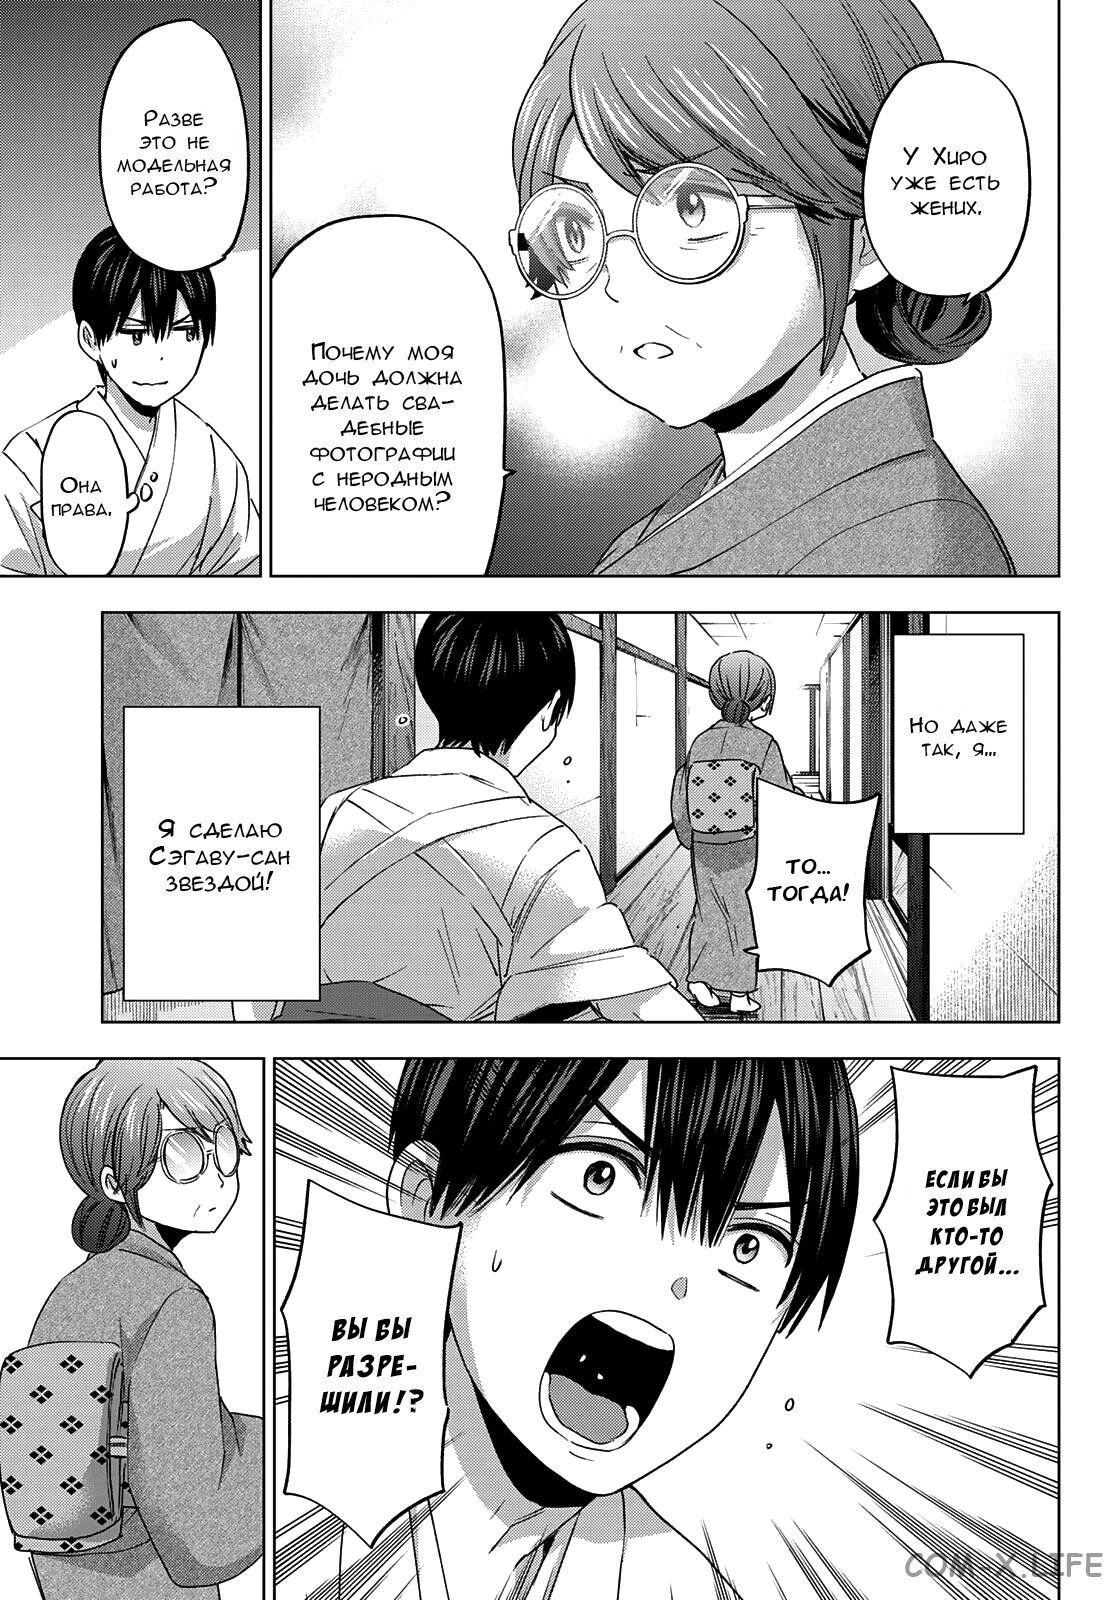 У Хиро
уже есть
жених.
Почему моя
дочь должна
делать сва-
дебные
фотографии
с неродным
человеком?
Разве
это не
модельная
работа?
Она
права.
Но даже
так, я...
то...
тогда!
Я сделаю
Сэгаву-сан
звездой!
если бы
это был
кто-то
другой...
вы бы
разре-
шили!?
COM-X.LIFE